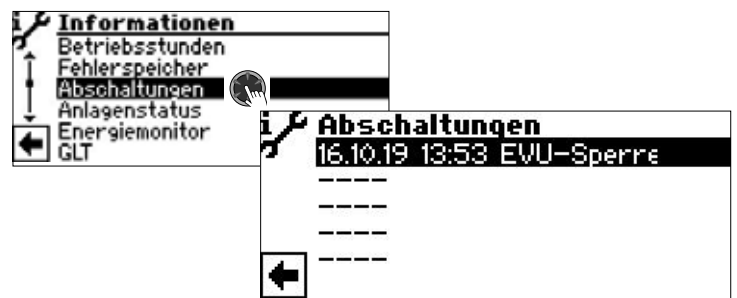 Informationen
Betriebsstunden
Fehlerspeicher
Abschaltungen
Anlagenstatus
Energiemonitor
GLT
Abschaltungen
16.10.19 13:53 EVU-Sperre
----
----
----
----